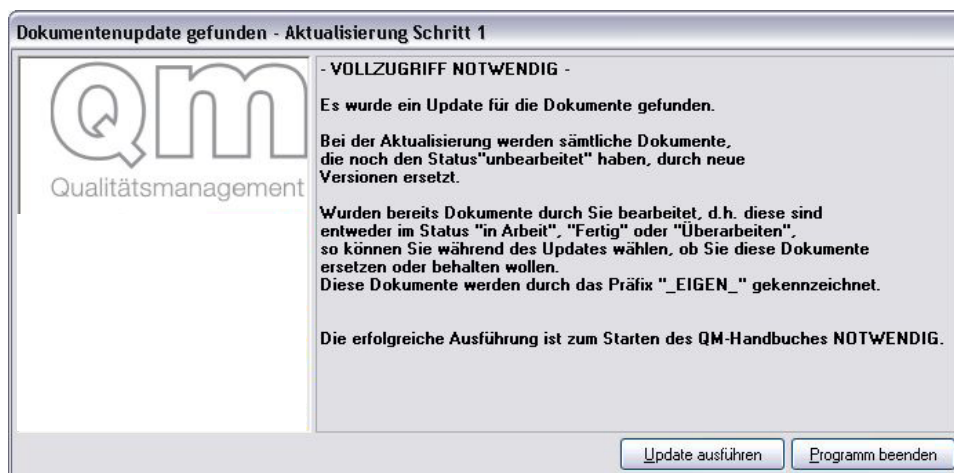 Dokumentenupdate gefunden - Aktualisierung Schritt 1
Qm
Qualitätsmanagement
- VOLLZUGRIFF NOTWENDIG -
Es wurde ein Update für die Dokumente gefunden.
Bei der Aktualisierung werden sämtliche Dokumente,
die noch den Status"unbearbeitet" haben, durch neue
Versionen ersetzt.
Wurden bereits Dokumente durch Sie bearbeitet, d.h. diese sind
entweder im Status "in Arbeit", "Fertig" oder "Überarbeiten",
so können Sie während des Updates wählen, ob Sie diese Dokumente
ersetzen oder behalten wollen.
Diese Dokumente werden durch das Präfix "_EIGEN_" gekennzeichnet.
Die erfolgreiche Ausführung ist zum Starten des QM-Handbuches NOTWENDIG.
Update ausführen
Programm beenden